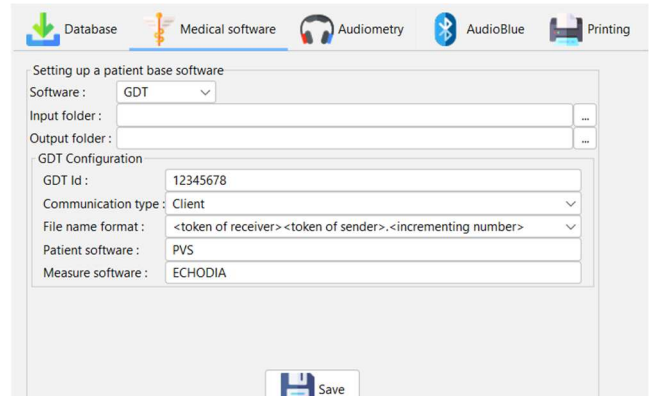 Database Medical software Audiometry AudioBlue Printing
Setting up a patient base software
Software : GDT
Input folder : ...
Output folder : ...
GDT Configuration
GDT Id : 12345678
Communication type : Client
File name format : <token of receiver><token of sender>.<incrementing number>
Patient software : PVS
Measure software : ECHODIA
Save